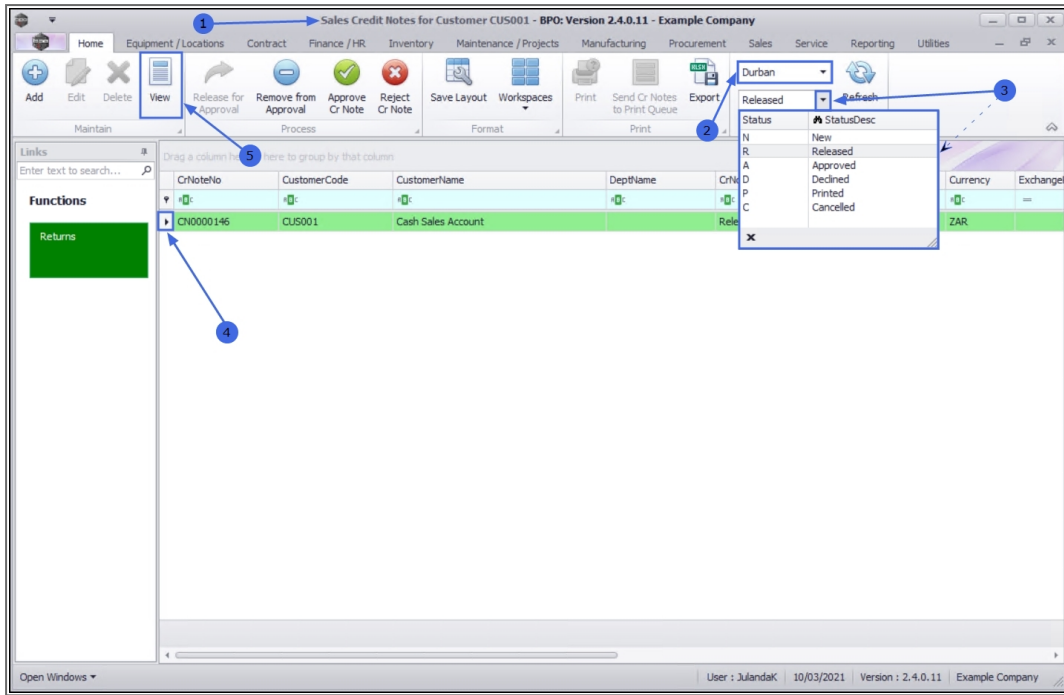 1
Sales Credit Notes for Customer CUS001 - BPO: Version 2.4.0.11 - Example Company
Home Equipment / Locations Contract Finance / HR Inventory Maintenance / Projects Manufacturing Procurement Sales Service Reporting Utilities
Add Edit Delete View
Release for Approval
Remove from Approval
Approve Cr Note
Reject Cr Note
Save Layout Workspaces
Print
Send Cr Notes to Print Queue
Export
Durban
Released
Refresh
2
3
Maintain
5
Process
Format
Print
Status StatusDesc
N New
R Released
A Approved
D Declined
P Printed
C Cancelled
Links
Enter text to search...
Functions
Returns
Drag a column here to group by that column
CrNoteNo CustomerCode CustomerName DeptName Currency
CN0000146 CUS001 Cash Sales Account ZAR
4
Open Windows
User : JulandaK 10/03/2021 Version : 2.4.0.11 Example Company